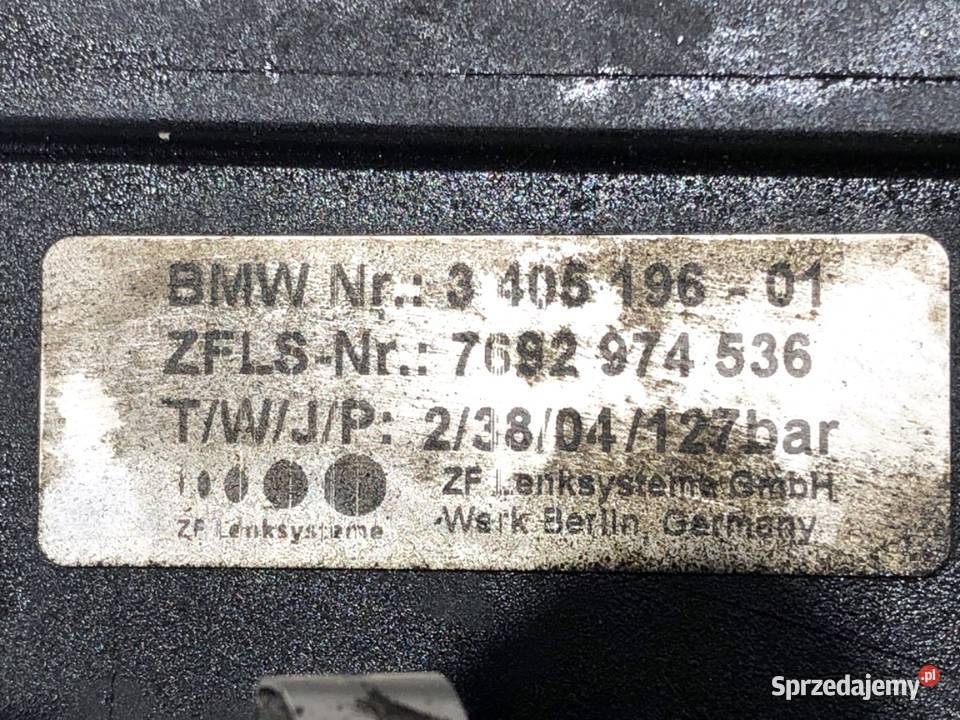 BMW Nr.: 3 405 196 - 01
ZFLS-Nr.: 7692 974 536
T/W/J/P: 2/38/04/127bar
ZF Lenksysteme GmbH
ZF Lenksysteme
Werk Berlin, Germany
Sprzedajemy.pl